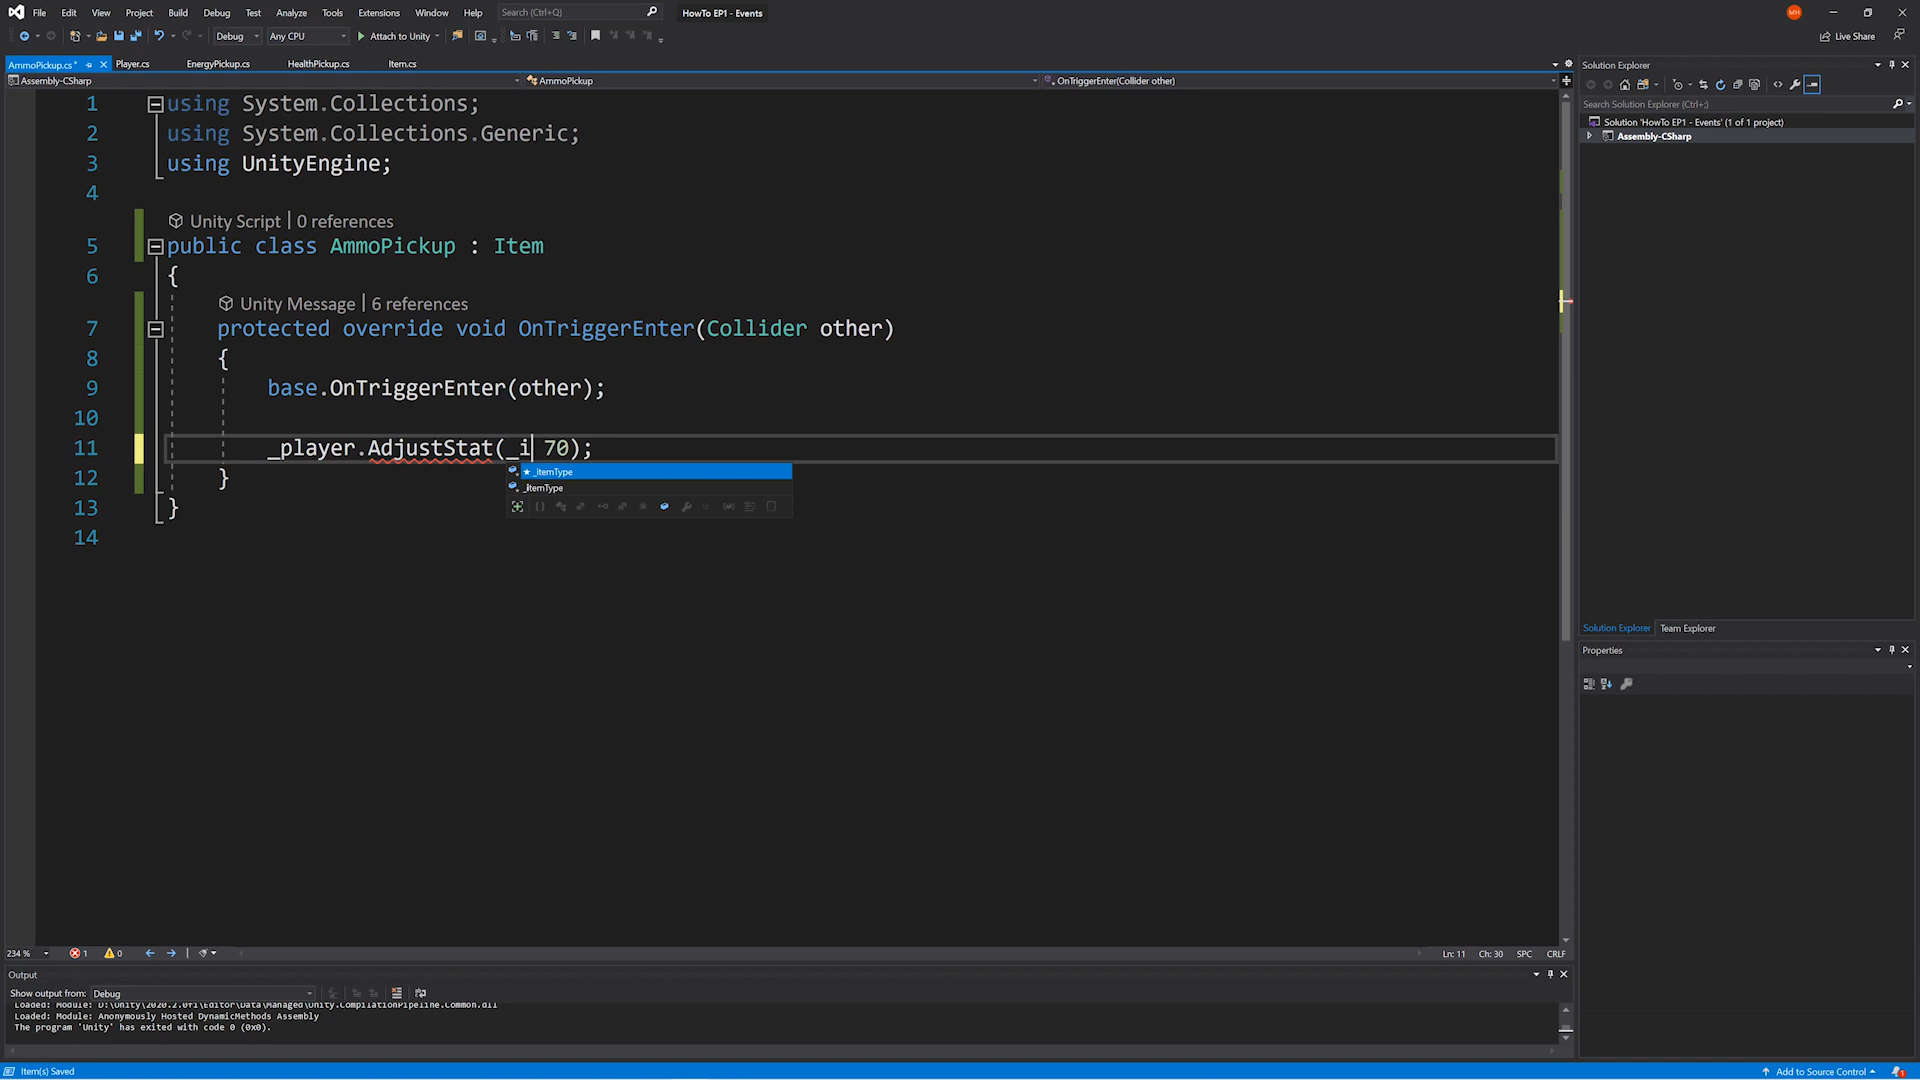 File Edit View Project Build Debug Test Analyze Tools Extensions Window Help Search (Ctrl+Q) HowTo EP1 - Events MH
Debug Any CPU Attach to Unity Live Share
AmmoPickup.cs* Player.cs EnergyPickup.cs HealthPickup.cs Item.cs
Assembly-CSharp AmmoPickup OnTriggerEnter(Collider other)
1 using System.Collections;
2 using System.Collections.Generic;
3 using UnityEngine;
4
Unity Script | 0 references
5 public class AmmoPickup : Item
6 {
Unity Message | 6 references
7 protected override void OnTriggerEnter(Collider other)
8 {
9 base.OnTriggerEnter(other);
10
11 _player.AdjustStat(_i 70);
★ _itemType
_itemType
12 }
13 }
14
Solution Explorer
Search Solution Explorer (Ctrl+;)
Solution 'HowTo EP1 - Events' (1 of 1 project)
Assembly-CSharp
Solution Explorer Team Explorer
Properties
234 % 1 0 Ln: 11 Ch: 30 SPC CRLF
Output
Show output from: Debug
Loaded: Module: D:\Unity\2020.2.0f1\Editor\Data\Managed\Unity.CompilationPipeline.Common.dll
Loaded: Module: Anonymously Hosted DynamicMethods Assembly
The program 'Unity' has exited with code 0 (0x0).
Item(s) Saved Add to Source Control 1